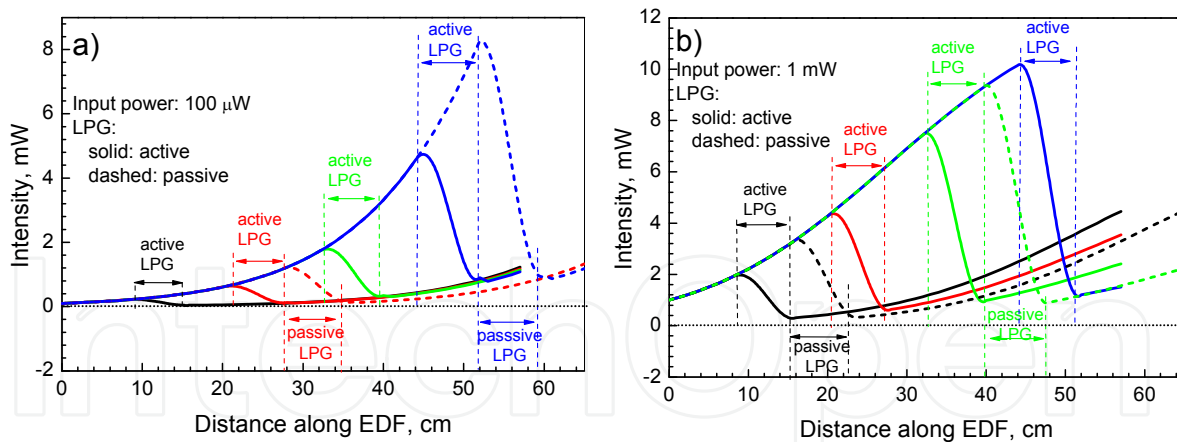 a)
Input power: 100 μW
LPG:
solid: active
dashed: passive
active
LPG
active
LPG
active
LPG
active
LPG
passive
LPG
passsive
LPG
Intensity, mW
8
6
4
2
0
-2
0
10
20
30
40
50
60
Distance along EDF, cm
b)
Input power: 1 mW
LPG:
solid: active
dashed: passive
active
LPG
active
LPG
active
LPG
active
LPG
passive
LPG
passive
LPG
Intensity, mW
12
10
8
6
4
2
0
-2
0
10
20
30
40
50
60
Distance along EDF, cm
InTechOpen